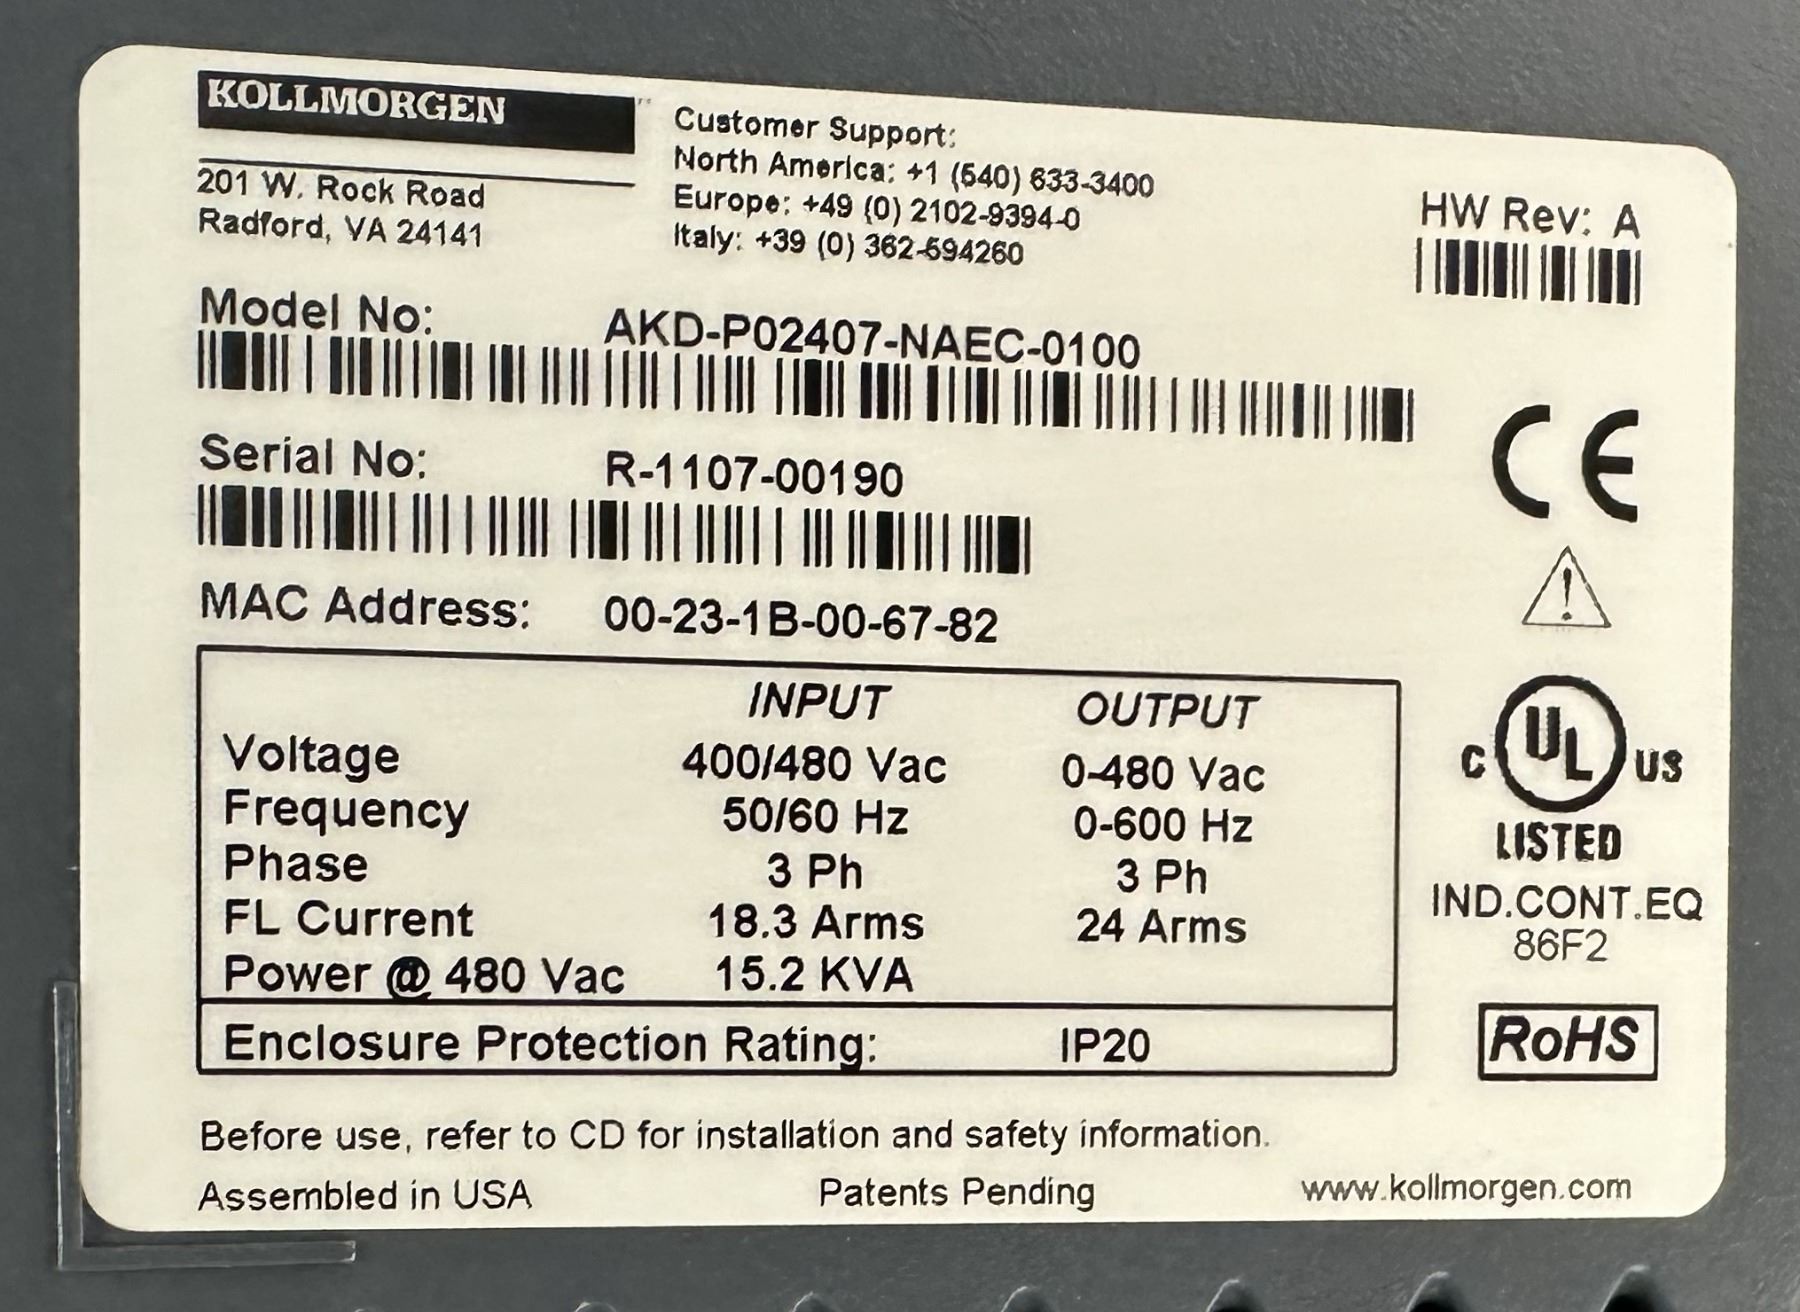 KOLLMORGEN
201 W. Rock Road
Radford, VA 24141
Customer Support:
North America: +1 (540) 633-3400
Europe: +49 (0) 2102-9394-0
Italy: +39 (0) 362-594260
HW Rev: A
Model No: AKD-P02407-NAEC-0100
Serial No: R-1107-00190
MAC Address: 00-23-1B-00-67-82
INPUT OUTPUT
Voltage 400/480 Vac 0-480 Vac
Frequency 50/60 Hz 0-600 Hz
Phase 3 Ph 3 Ph
FL Current 18.3 Arms 24 Arms
Power @ 480 Vac 15.2 KVA
Enclosure Protection Rating: IP20
CE
C UL US
LISTED
IND.CONT.EQ
86F2
RoHS
Before use, refer to CD for installation and safety information.
Assembled in USA Patents Pending www.kollmorgen.com